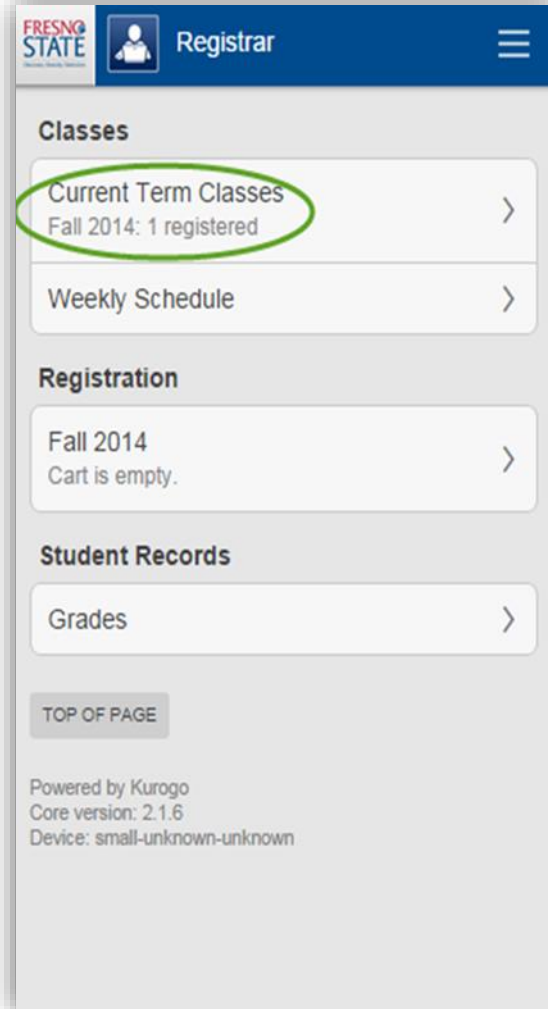 FRESNO
STATE
Registrar
Classes
Current Term Classes
Fall 2014: 1 registered
Weekly Schedule
Registration
Fall 2014
Cart is empty.
Student Records
Grades
TOP OF PAGE
Powered by Kurogo
Core version: 2.1.6
Device: small-unknown-unknown